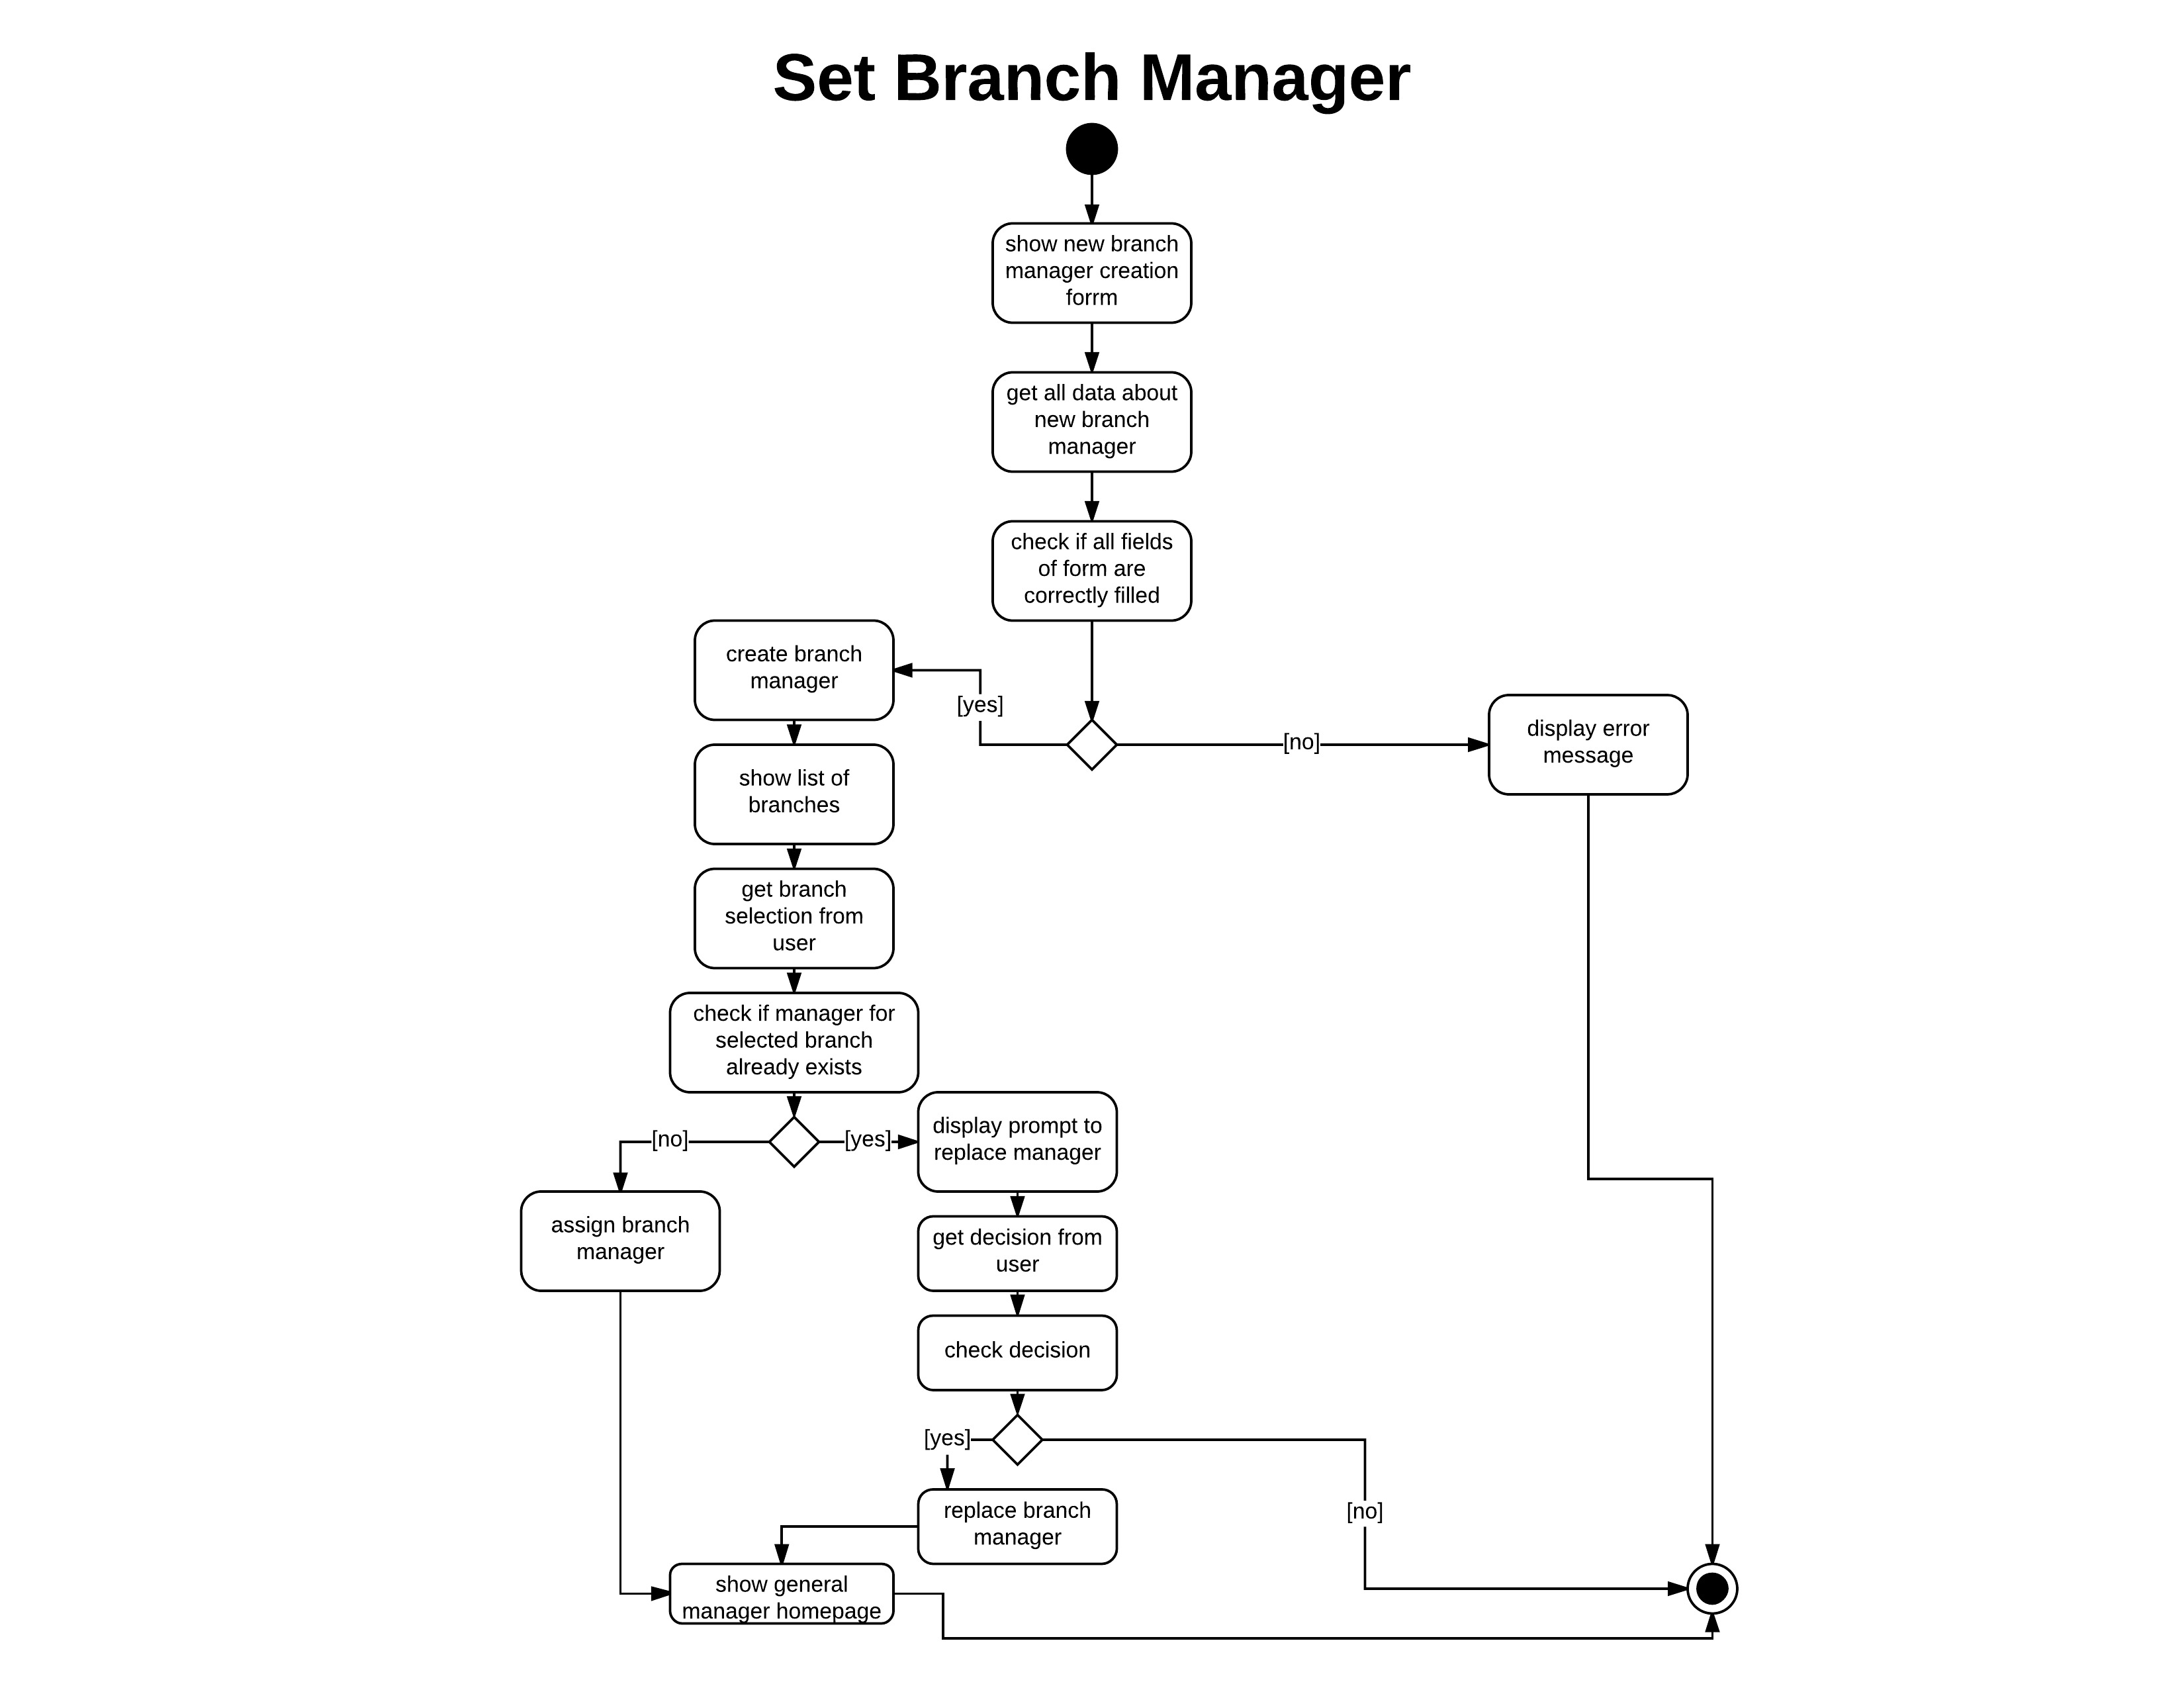 Set Branch Manager
show new branch
manager creation
forrm
get all data about
new branch
manager
check if all fields
of form are
correctly filled
create branch
manager
[yes]
[no]
display error
message
show list of
branches
get branch
selection from
user
check if manager for
selected branch
already exists
[no]
[yes]
display prompt to
replace manager
assign branch
manager
get decision from
user
check decision
[yes]
[no]
replace branch
manager
show general
manager homepage